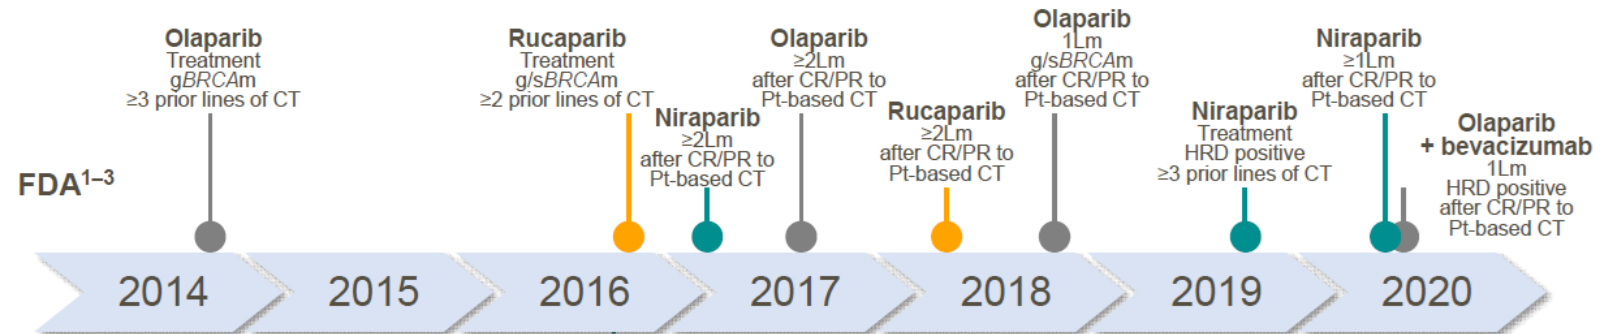 Olaparib
Treatment
gBRCAm
≥3 prior lines of CT
Rucaparib
Treatment
g/sBRCAm
≥2 prior lines of CT
Niraparib
≥2Lm
after CR/PR to
Pt-based CT
Olaparib
≥2Lm
after CR/PR to
Pt-based CT
Rucaparib
≥2Lm
after CR/PR to
Pt-based CT
Olaparib
1Lm
g/sBRCAm
after CR/PR to
Pt-based CT
Niraparib
Treatment
HRD positive
≥3 prior lines of CT
Niraparib
≥1Lm
after CR/PR to
Pt-based CT
Olaparib
+ bevacizumab
1Lm
HRD positive
after CR/PR to
Pt-based CT
FDA¹⁻³
2014 2015 2016 2017 2018 2019 2020